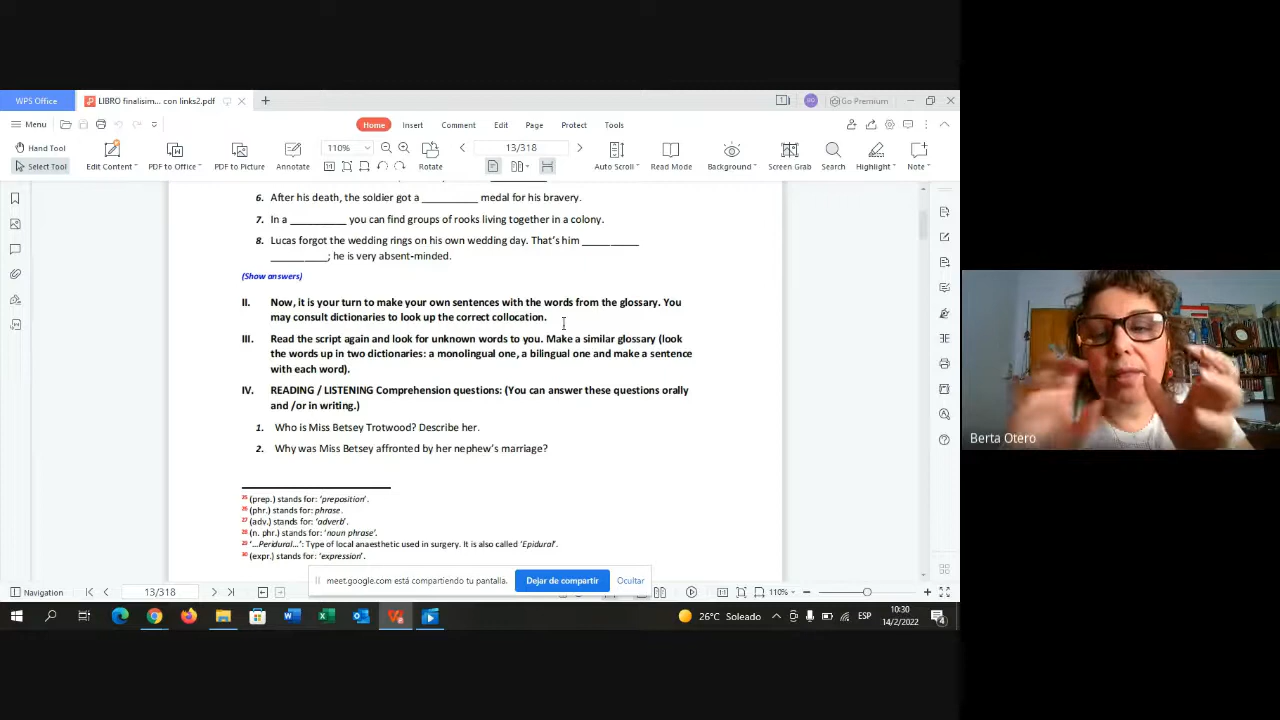 WPS Office
LIBRO finalisim... con links2.pdf
Go Premium
Menu
Home Insert Comment Edit Page Protect Tools
Hand Tool
Select Tool
Edit Content
PDF to Office
PDF to Picture
Annotate
110%
Rotate
13/318
Auto Scroll
Read Mode
Background
Search
Screen Grab
Highlight
Note
6. After his death, the soldier got a __________ medal for his bravery.
7. In a __________ you can find groups of rooks living together in a colony.
8. Lucas forgot the wedding rings on his own wedding day. That's him __________
__________; he is very absent-minded.
(Show answers)
II. Now, it is your turn to make your own sentences with the words from the glossary. You
may consult dictionaries to look up the correct collocation.
III. Read the script again and look for unknown words to you. Make a similar glossary (look
the words up in two dictionaries: a monolingual one, a bilingual one and make a sentence
with each word).
IV. READING / LISTENING Comprehension questions: (You can answer these questions orally
and /or in writing.)
1. Who is Miss Betsey Trotwood? Describe her.
2. Why was Miss Betsey affronted by her nephew's marriage?
25 (prep.) stands for: 'preposition'.
26 (phr.) stands for: phrase.
27 (adv.) stands for: 'adverb'.
28 (n. phr.) stands for: 'noun phrase'.
29 '...Peridural...': Type of local anaesthetic used in surgery. It is also called 'Epidural'.
30 (expr.) stands for: 'expression'.
meet.google.com está compartiendo tu pantalla.
Dejar de compartir
Ocultar
Navigation
13/318
110%
26°C Soleado
ESP
10:30
14/2/2022
4
Berta Otero